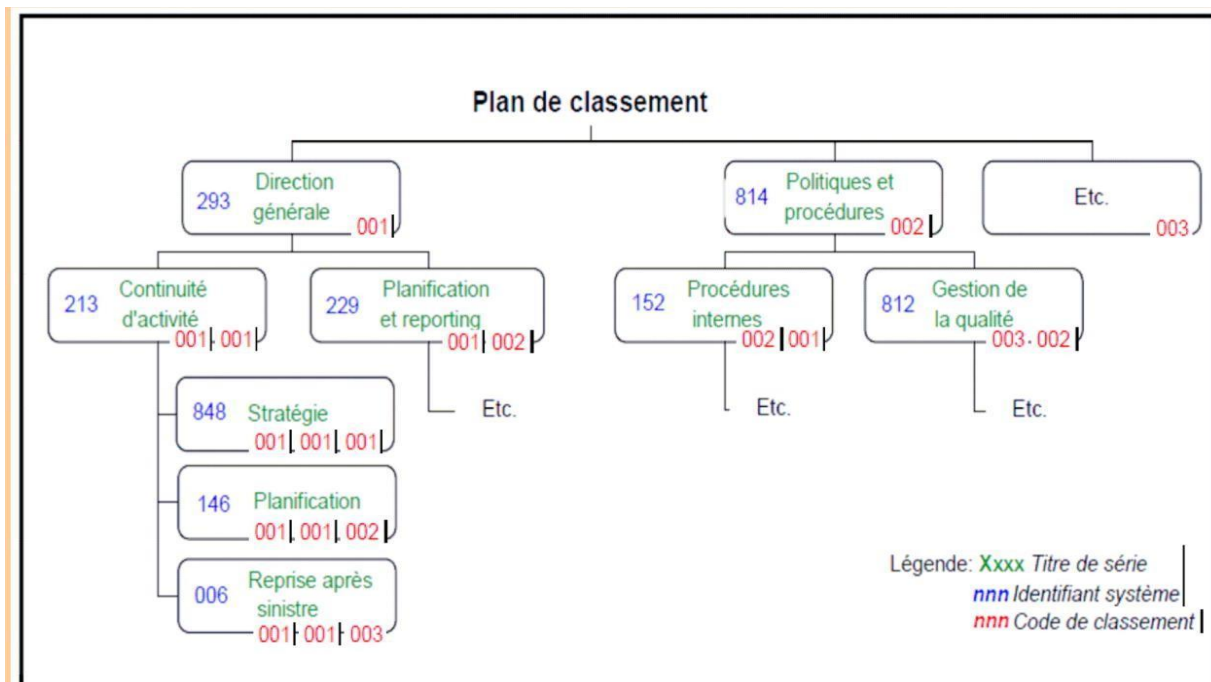 Plan de classement
293 Direction générale
001
814 Politiques et procédures
002
Etc.
003
213 Continuité d'activité
001 001
229 Planification et reporting
001 002
152 Procédures internes
002 001
812 Gestion de la qualité
003.002
848 Stratégie
001.001.001
Etc.
Etc.
Etc.
146 Planification
001.001.002
006 Reprise après sinistre
001 001 003
Légende: Xxxx Titre de série
nnn Identifiant système
nnn Code de classement